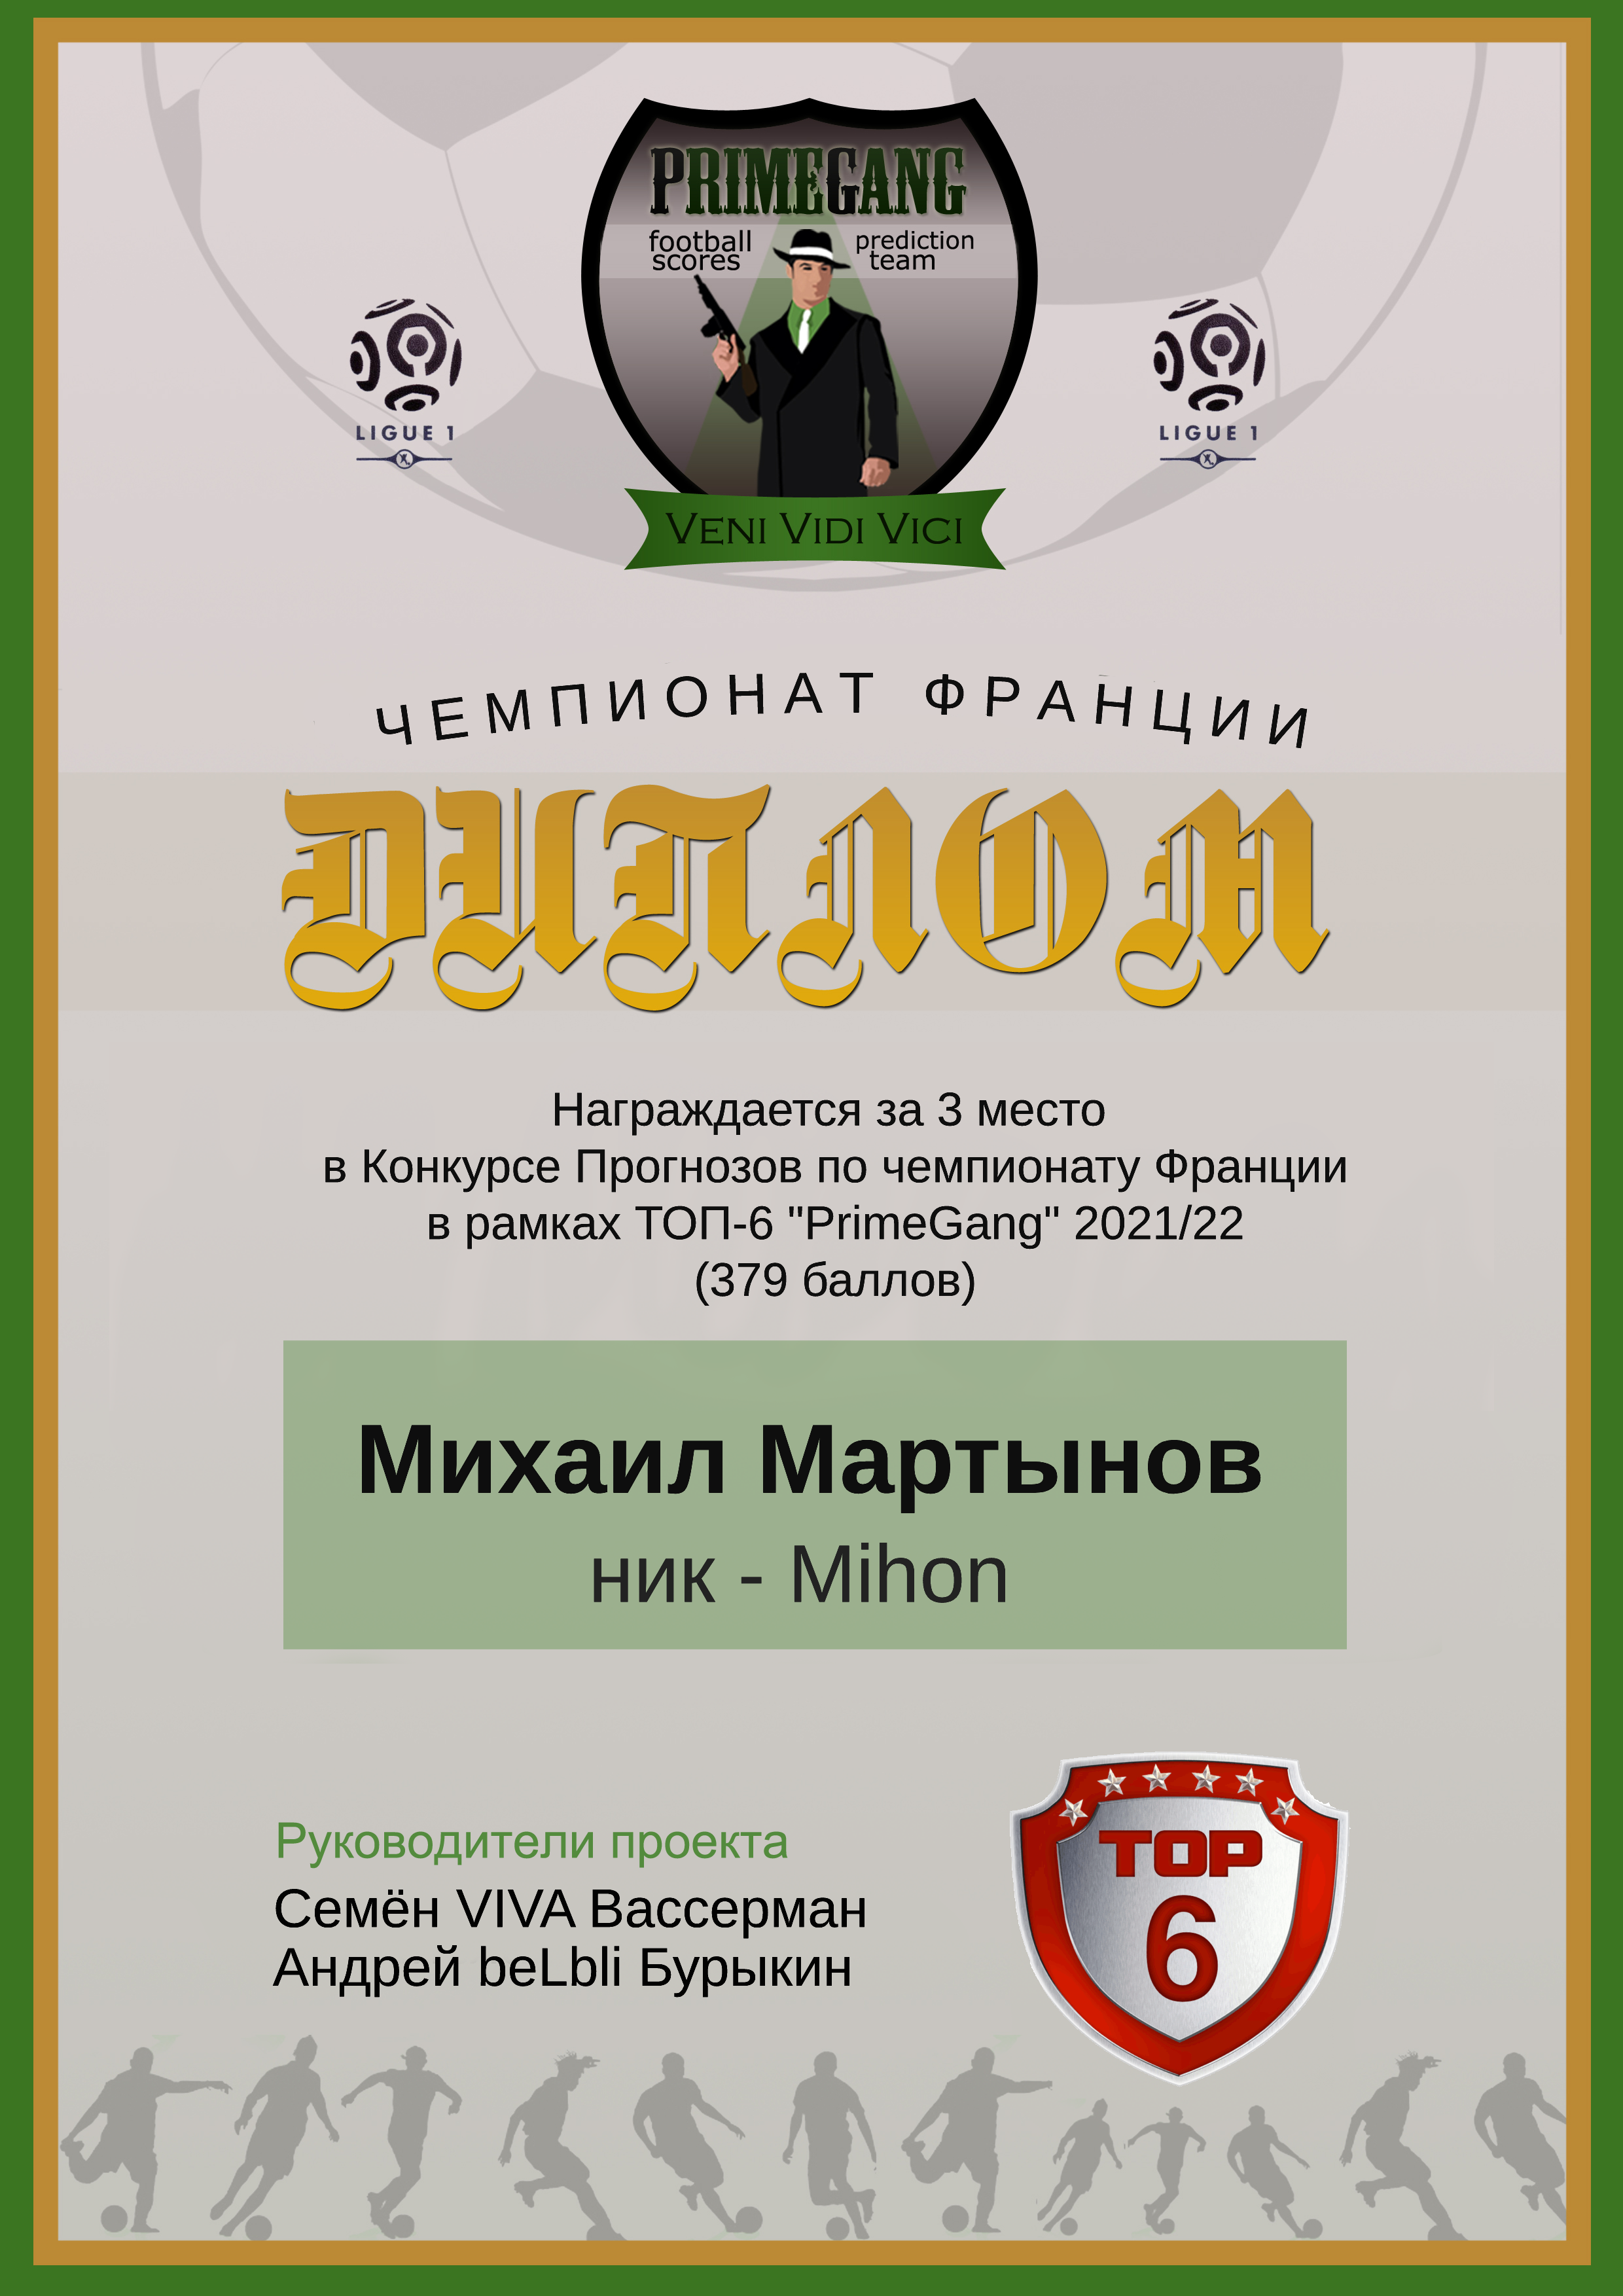 PRIMEGANG
football prediction
scores team
LIGUE 1
LIGUE 1
VENI VIDI VICI
ЧЕМПИОНАТ ФРАНЦИИ
ДИПЛОМ
Награждается за 3 место
в Конкурсе Прогнозов по чемпионату Франции
в рамках ТОП-6 "PrimeGang" 2021/22
(379 баллов)
Михаил Мартынов
ник - Mihon
Руководители проекта
Семён VIVA Вассерман
Андрей beLbli Бурыкин
TOP
6